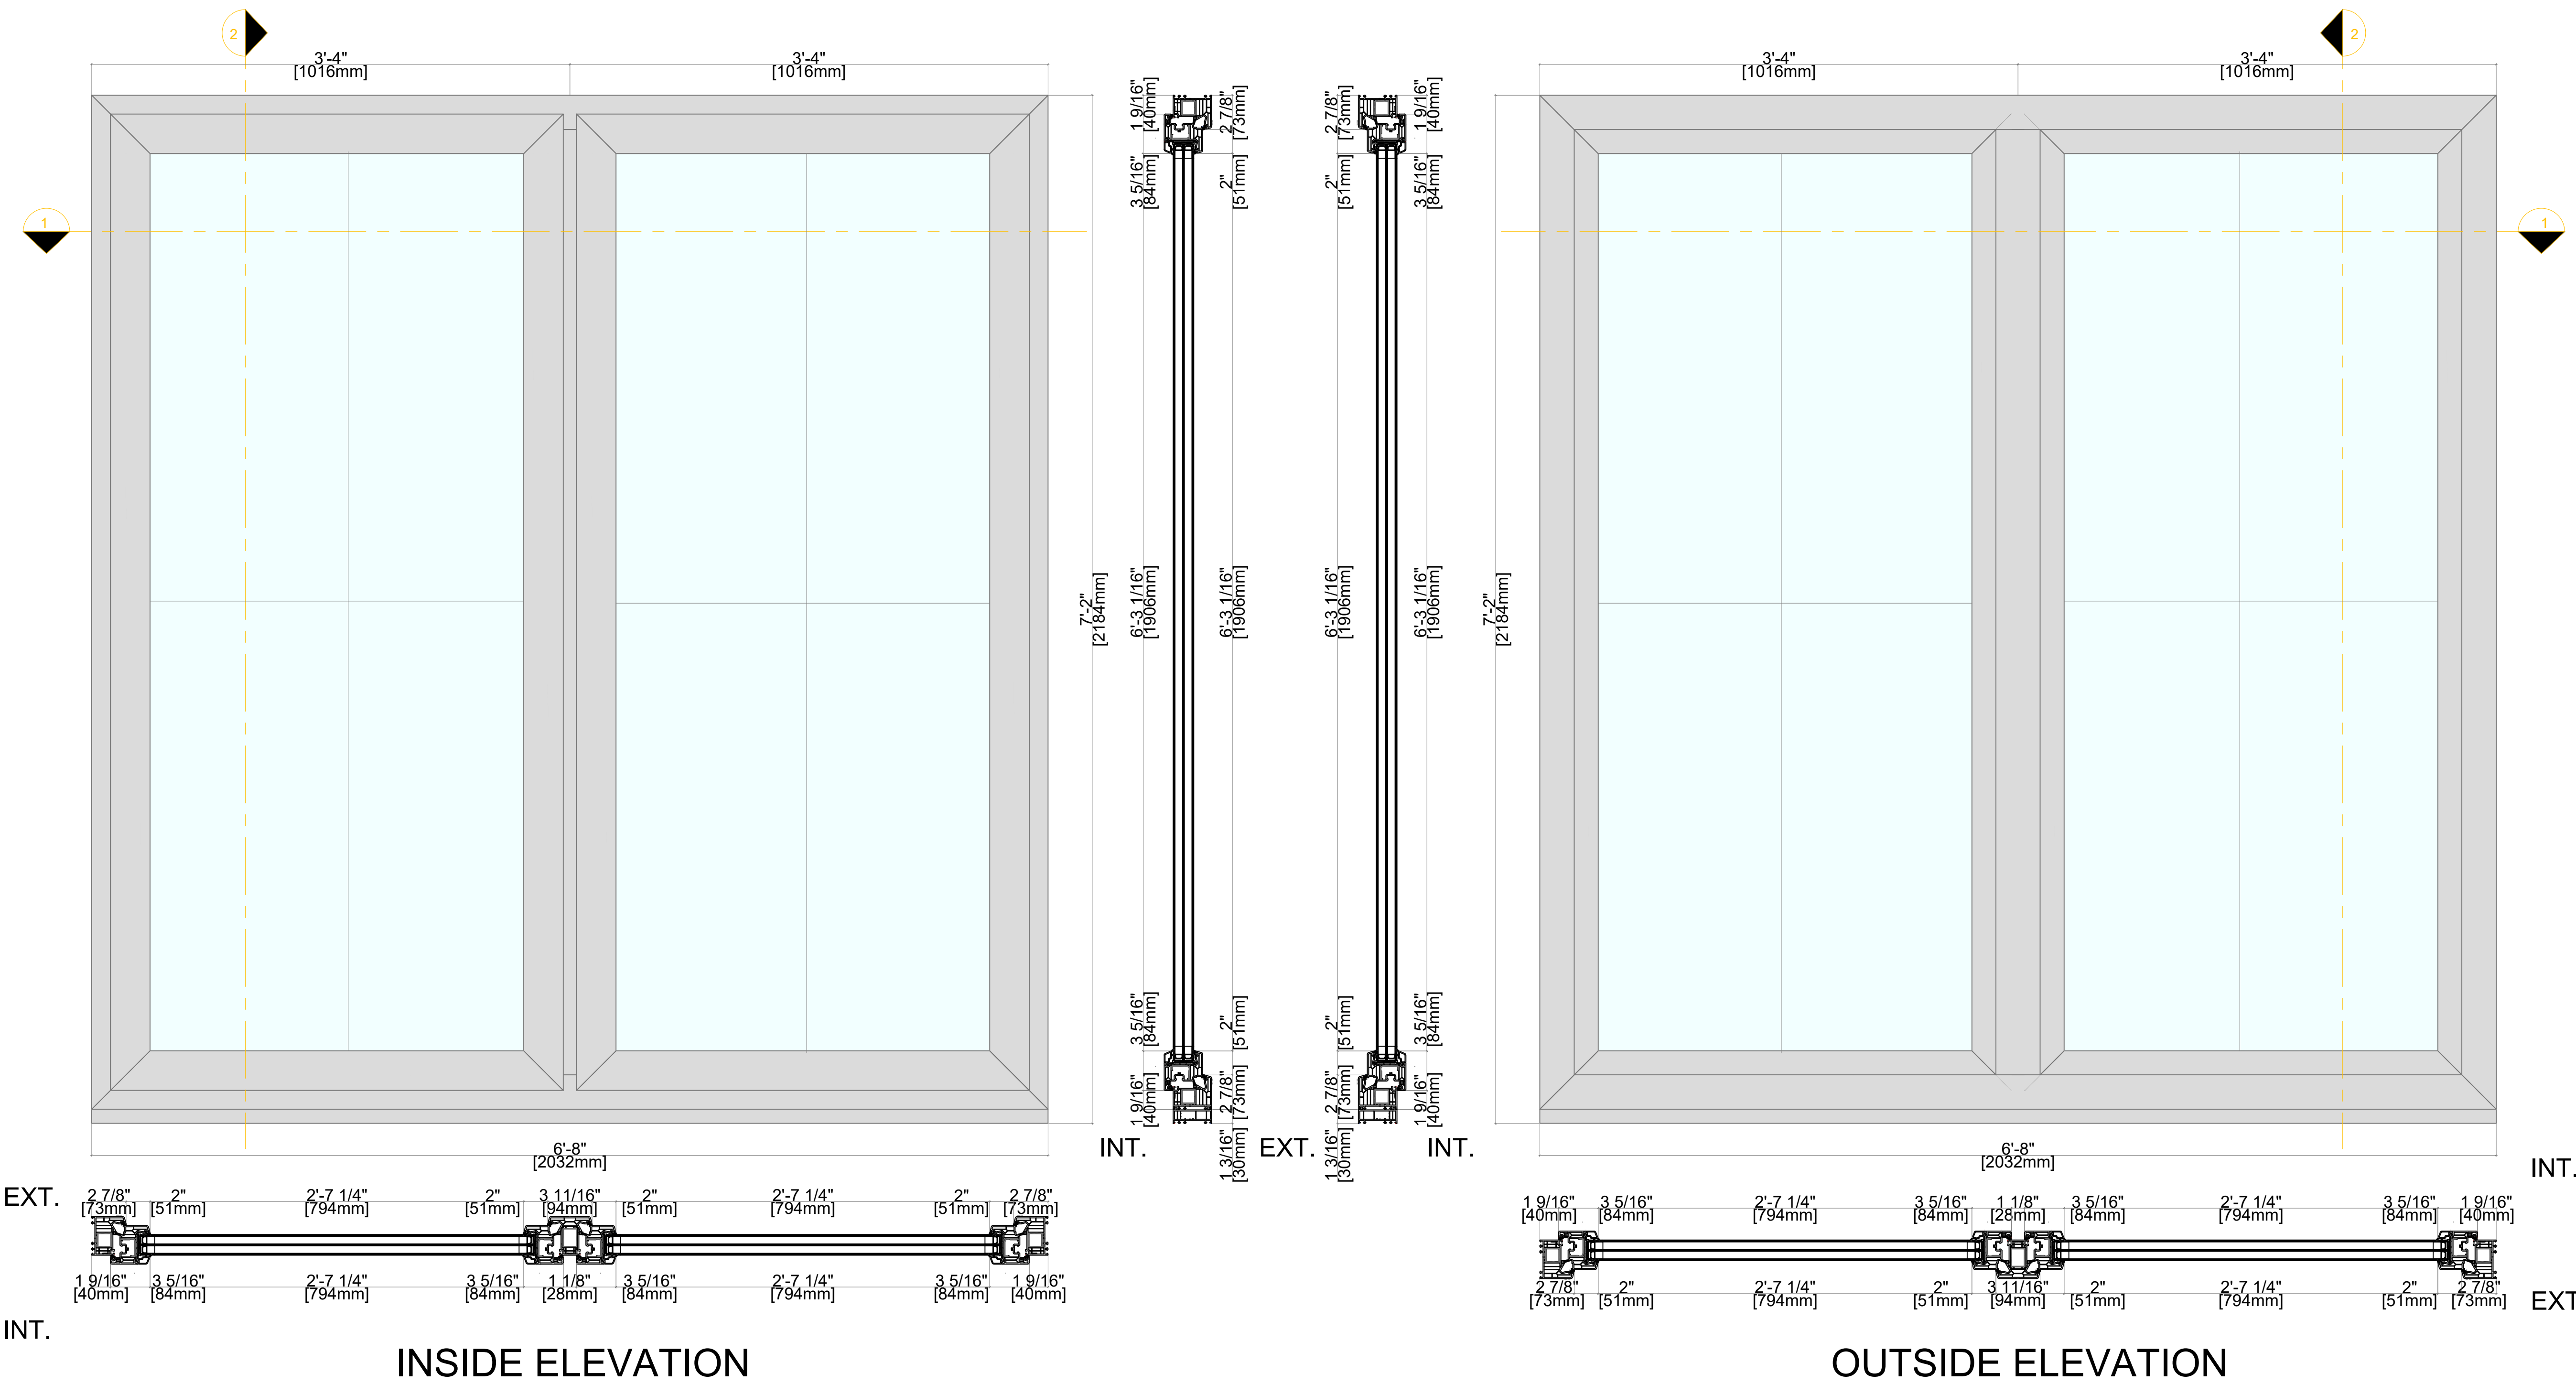 2
2
3'-4"
[1016mm]
3'-4"
[1016mm]
3'-4"
[1016mm]
3'-4"
[1016mm]
1
1
1 9/16"
[40mm]
2 7/8"
[73mm]
3 5/16"
[84mm]
2"
[51mm]
6'-3 1/16"
[1906mm]
6'-3 1/16"
[1906mm]
3 5/16"
[84mm]
2"
[51mm]
1 9/16"
[40mm]
2 7/8"
[73mm]
1 3/16"
[30mm]
7'-2"
[2184mm]
2 7/8"
[73mm]
1 9/16"
[40mm]
2"
[51mm]
3 5/16"
[84mm]
6'-3 1/16"
[1906mm]
6'-3 1/16"
[1906mm]
2"
[51mm]
3 5/16"
[84mm]
2 7/8"
[73mm]
1 9/16"
[40mm]
1 3/16"
[30mm]
7'-2"
[2184mm]
INT.
EXT.
INT.
6'-8"
[2032mm]
6'-8"
[2032mm]
INT.
EXT.
2 7/8" 2" 2'-7 1/4" 2" 3 11/16" 2" 2'-7 1/4" 2" 2 7/8"
[73mm] [51mm] [794mm] [51mm] [94mm] [51mm] [794mm] [51mm] [73mm]
1 9/16" 3 5/16" 2'-7 1/4" 3 5/16" 1 1/8" 3 5/16" 2'-7 1/4" 3 5/16" 1 9/16"
[40mm] [84mm] [794mm] [84mm] [28mm] [84mm] [794mm] [84mm] [40mm]
INT.
1 9/16" 3 5/16" 2'-7 1/4" 3 5/16" 1 1/8" 3 5/16" 2'-7 1/4" 3 5/16" 1 9/16"
[40mm] [84mm] [794mm] [84mm] [28mm] [84mm] [794mm] [84mm] [40mm]
2 7/8" 2" 2'-7 1/4" 2" 3 11/16" 2" 2'-7 1/4" 2" 2 7/8"
[73mm] [51mm] [794mm] [51mm] [94mm] [51mm] [794mm] [51mm] [73mm]
EXT
INSIDE ELEVATION
OUTSIDE ELEVATION